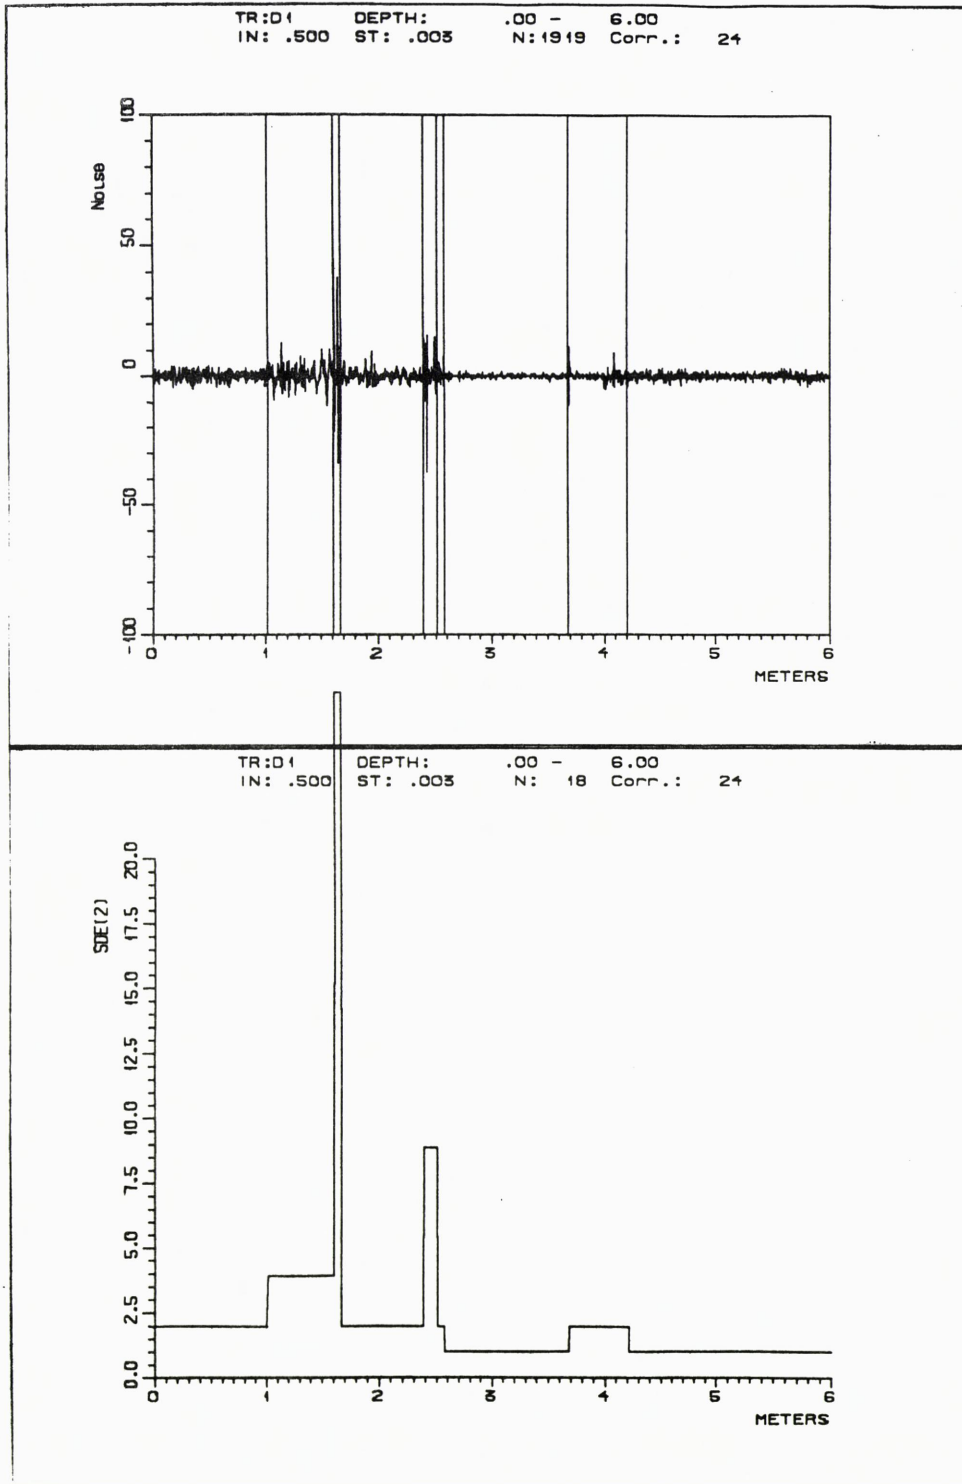 TR:D1 DEPTH: .00 - 6.00
IN: .500 ST: .003 N:1919 Corr.: 24
100
Noise
50
0
-50
-100
0 1 2 3 4 5 6
METERS
TR:D1 DEPTH: .00 - 6.00
IN: .500 ST: .003 N: 18 Corr.: 24
20.0
SDE(2)
17.5
15.0
12.5
10.0
7.5
5.0
2.5
0.0
0 1 2 3 4 5 6
METERS